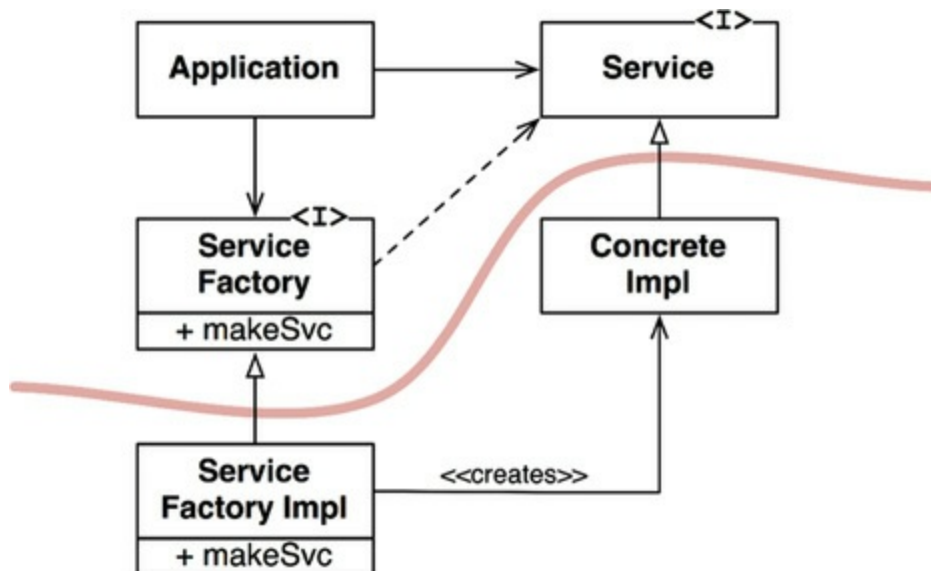 Application
<I>
Service
<I>
Service
Factory
+ makeSvc
Concrete
Impl
Service
Factory Impl
+ makeSvc
<<creates>>